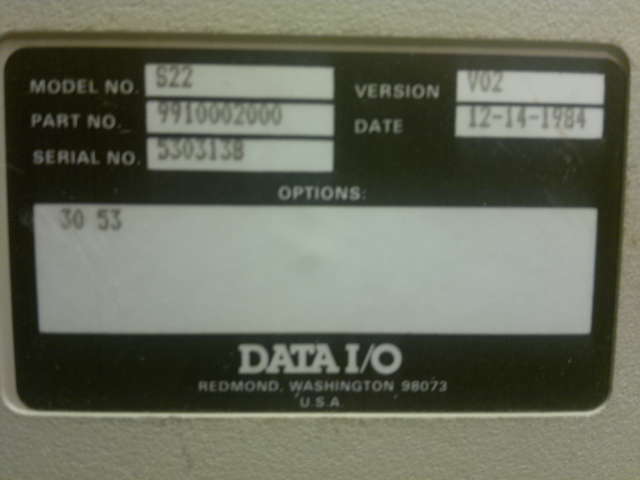 MODEL NO. S22
VERSION V02
PART NO. 9910002000
DATE 12-14-1984
SERIAL NO. 530313B
OPTIONS:
30 53
DATA I/O
REDMOND, WASHINGTON 98073
U.S.A.